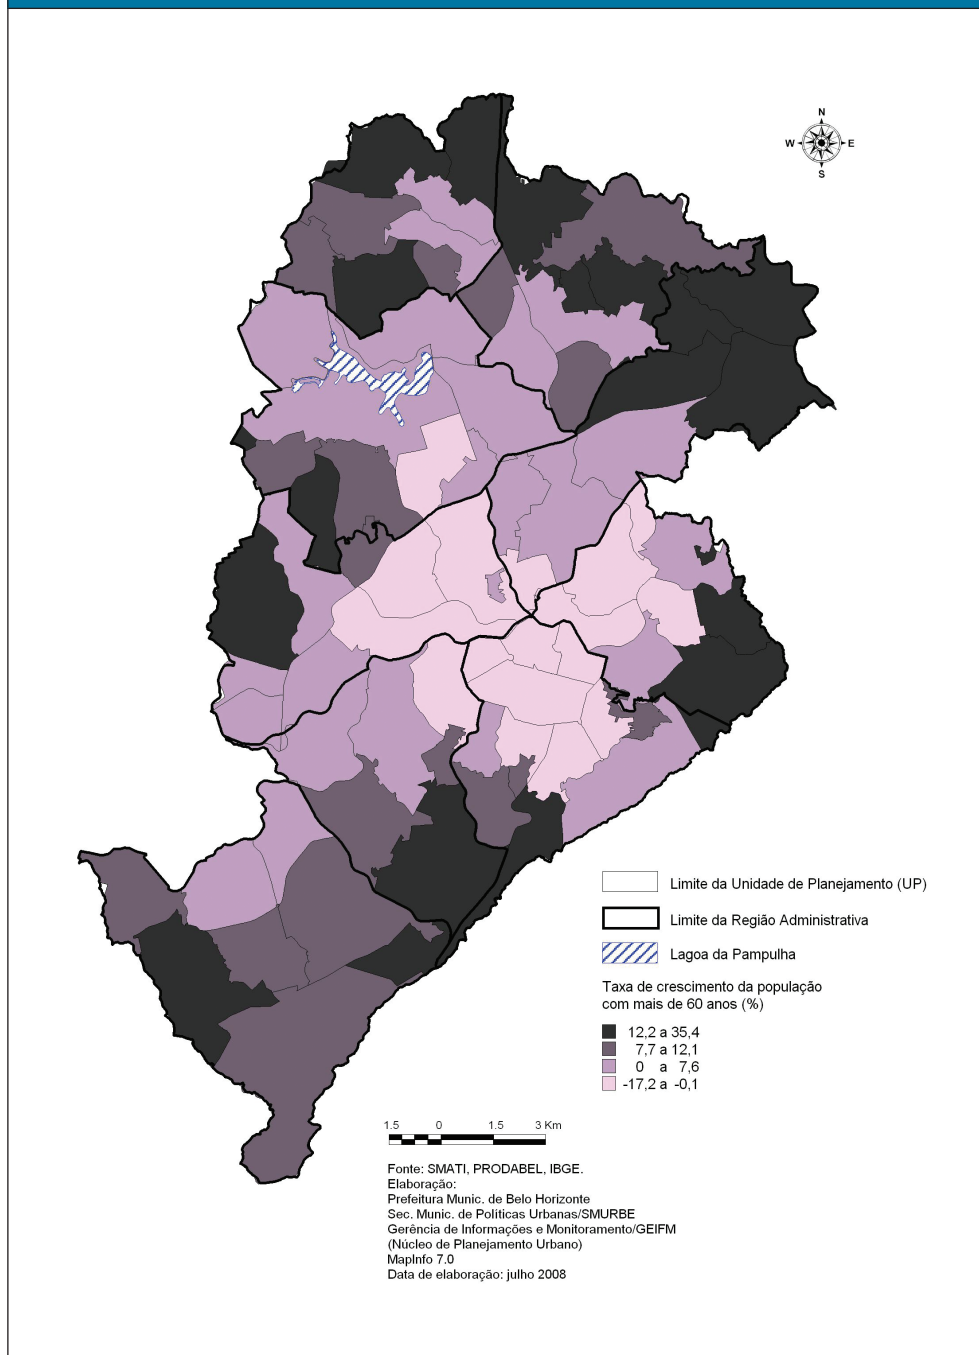 N
W E
S
Limite da Unidade de Planejamento (UP)
Limite da Região Administrativa
Lagoa da Pampulha
Taxa de crescimento da população
com mais de 60 anos (%)
12,2 a 35,4
7,7 a 12,1
0 a 7,6
-17,2 a -0,1
1.5 0 1.5 3 Km
Fonte: SMATI, PRODABEL, IBGE.
Elaboração:
Prefeitura Munic. de Belo Horizonte
Sec. Munic. de Políticas Urbanas/SMURBE
Gerência de Informações e Monitoramento/GEIFM
(Núcleo de Planejamento Urbano)
MapInfo 7.0
Data de elaboração: julho 2008